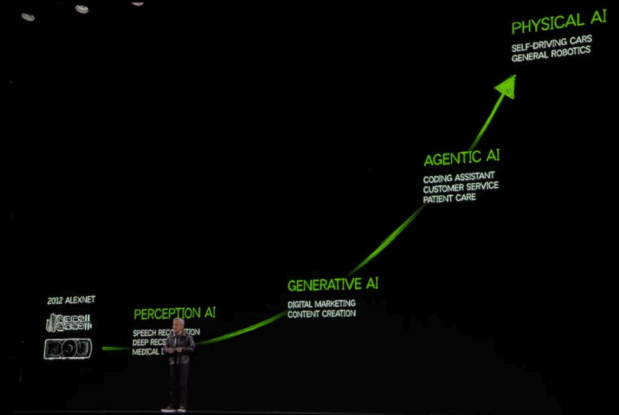 PHYSICAL AI
SELF-DRIVING CARS
GENERAL ROBOTICS
AGENTIC AI
CODING ASSISTANT
CUSTOMER SERVICE
PATIENT CARE
GENERATIVE AI
DIGITAL MARKETING
CONTENT CREATION
2012 ALEXNET
PERCEPTION AI
SPEECH
DEEP
MEDICAL